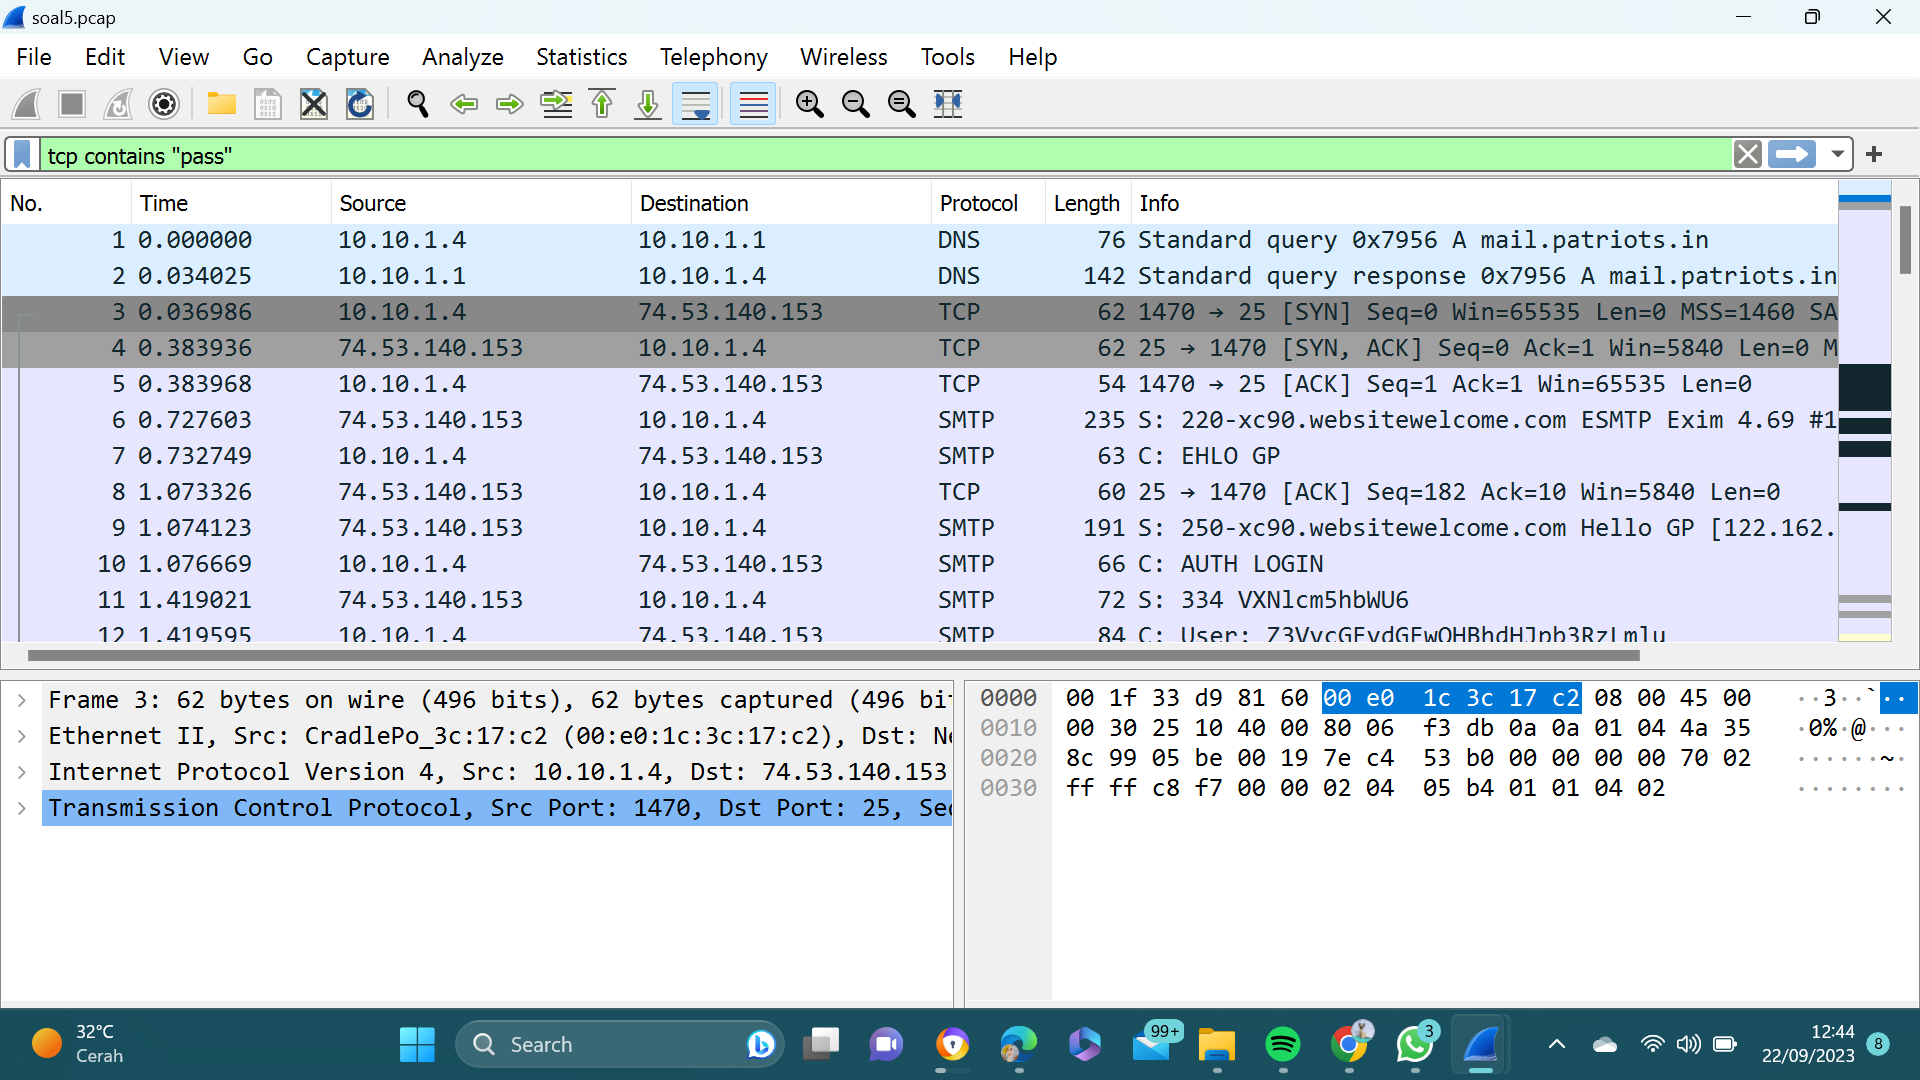 soal5.pcap
File Edit View Go Capture Analyze Statistics Telephony Wireless Tools Help
tcp contains "pass"
No. Time Source Destination Protocol Length Info
1 0.000000 10.10.1.4 10.10.1.1 DNS 76 Standard query 0x7956 A mail.patriots.in
2 0.034025 10.10.1.1 10.10.1.4 DNS 142 Standard query response 0x7956 A mail.patriots.in
3 0.036986 10.10.1.4 74.53.140.153 TCP 62 1470 → 25 [SYN] Seq=0 Win=65535 Len=0 MSS=1460 SA
4 0.383936 74.53.140.153 10.10.1.4 TCP 62 25 → 1470 [SYN, ACK] Seq=0 Ack=1 Win=5840 Len=0 M
5 0.383968 10.10.1.4 74.53.140.153 TCP 54 1470 → 25 [ACK] Seq=1 Ack=1 Win=65535 Len=0
6 0.727603 74.53.140.153 10.10.1.4 SMTP 235 S: 220-xc90.websitewelcome.com ESMTP Exim 4.69 #1
7 0.732749 10.10.1.4 74.53.140.153 SMTP 63 C: EHLO GP
8 1.073326 74.53.140.153 10.10.1.4 TCP 60 25 → 1470 [ACK] Seq=182 Ack=10 Win=5840 Len=0
9 1.074123 74.53.140.153 10.10.1.4 SMTP 191 S: 250-xc90.websitewelcome.com Hello GP [122.162.
10 1.076669 10.10.1.4 74.53.140.153 SMTP 66 C: AUTH LOGIN
11 1.419021 74.53.140.153 10.10.1.4 SMTP 72 S: 334 VXNlcm5hbWU6
12 1.419595 10.10.1.4 74.53.140.153 SMTP 84 C: User: Z3VycGFydGFwQHBhdHJpb3RzLmlu
Frame 3: 62 bytes on wire (496 bits), 62 bytes captured (496 bi
Ethernet II, Src: CradlePo_3c:17:c2 (00:e0:1c:3c:17:c2), Dst: Ne
Internet Protocol Version 4, Src: 10.10.1.4, Dst: 74.53.140.153
Transmission Control Protocol, Src Port: 1470, Dst Port: 25, Se
0000 00 1f 33 d9 81 60 00 e0 1c 3c 17 c2 08 00 45 00 ··3··`··
0010 00 30 25 10 40 00 80 06 f3 db 0a 0a 01 04 4a 35 ·0%·@···
0020 8c 99 05 be 00 19 7e c4 53 b0 00 00 00 00 70 02 ······~·
0030 ff ff c8 f7 00 00 02 04 05 b4 01 01 04 02 ········
32°C
Cerah
Search
99+
3
12:44
22/09/2023
8